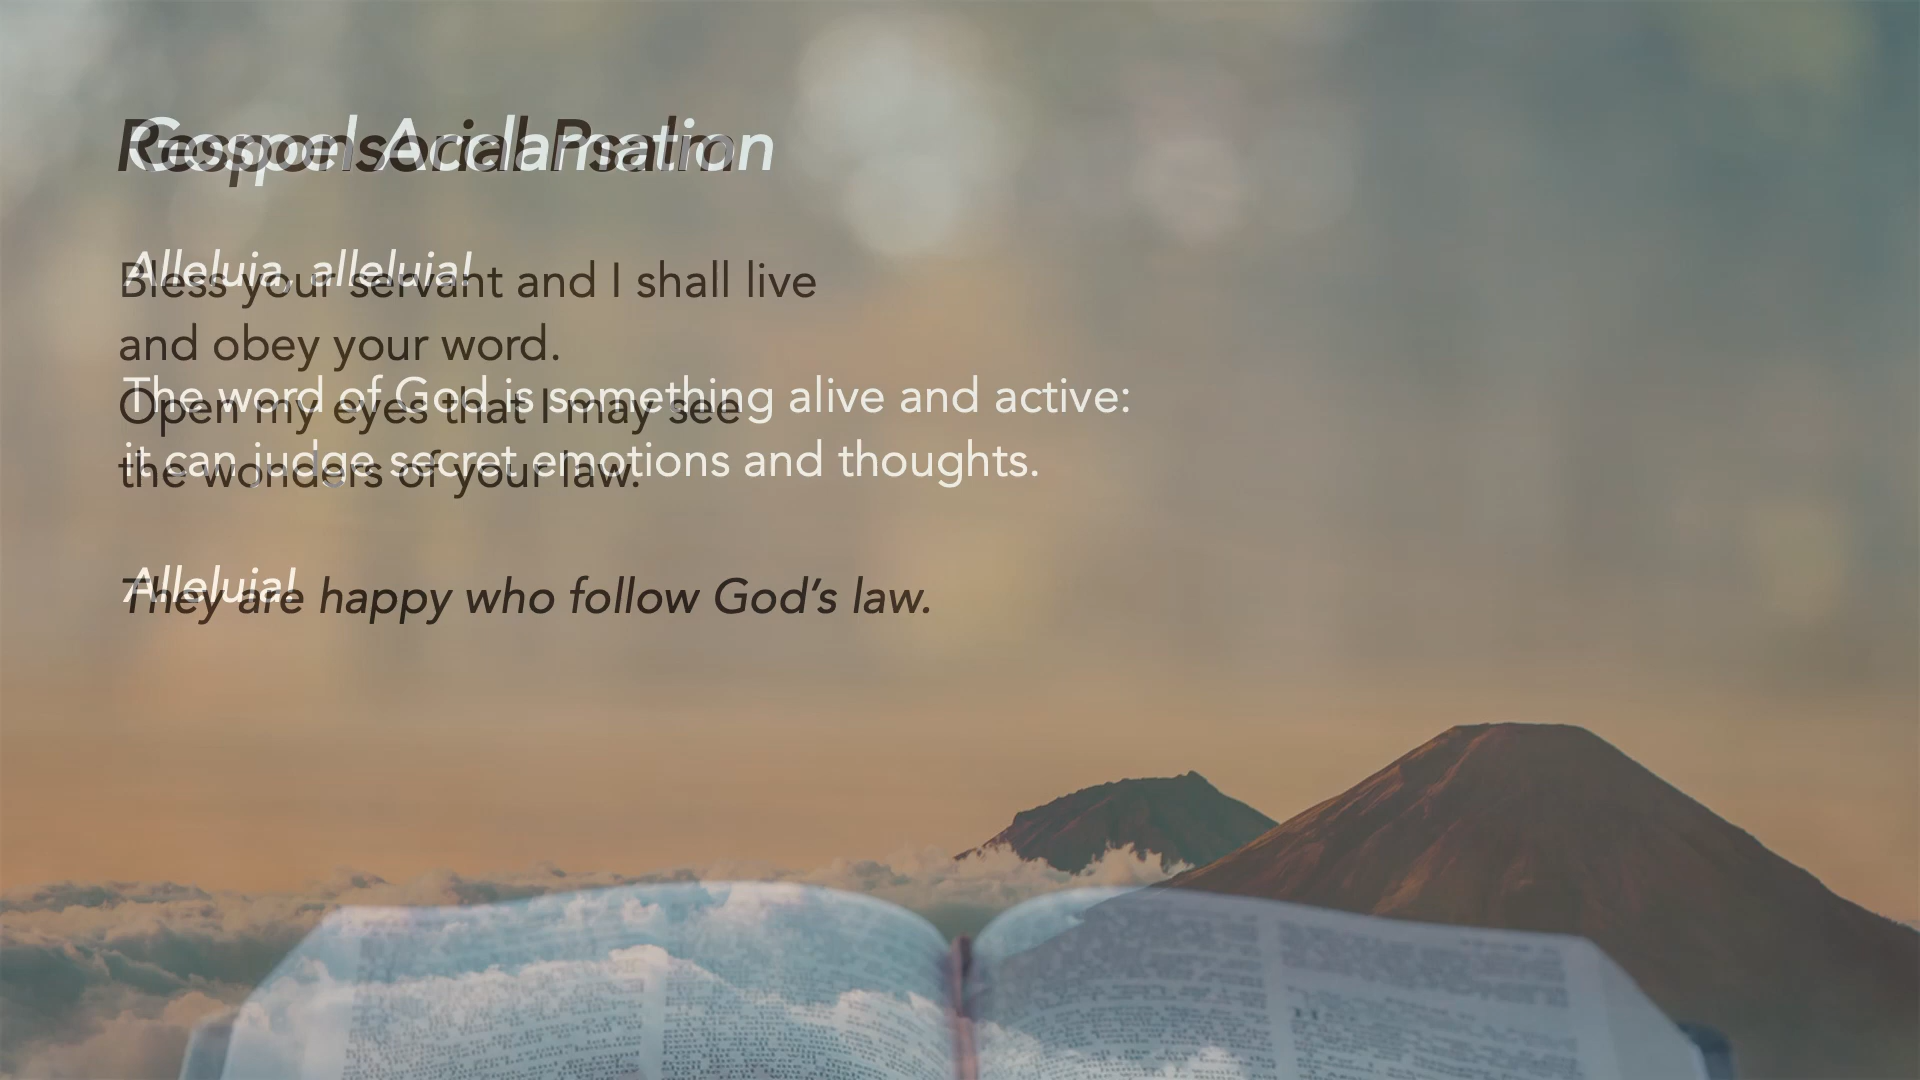 Responsorial Psalm
Bless your servant and I shall live
and obey your word.
Open my eyes that I may see
the wonders of your law.
They are happy who follow God’s law.
Gospel Acclamation
Alleluia, alleluia!
The word of God is something alive and active:
it can judge secret emotions and thoughts.
Alleluia!